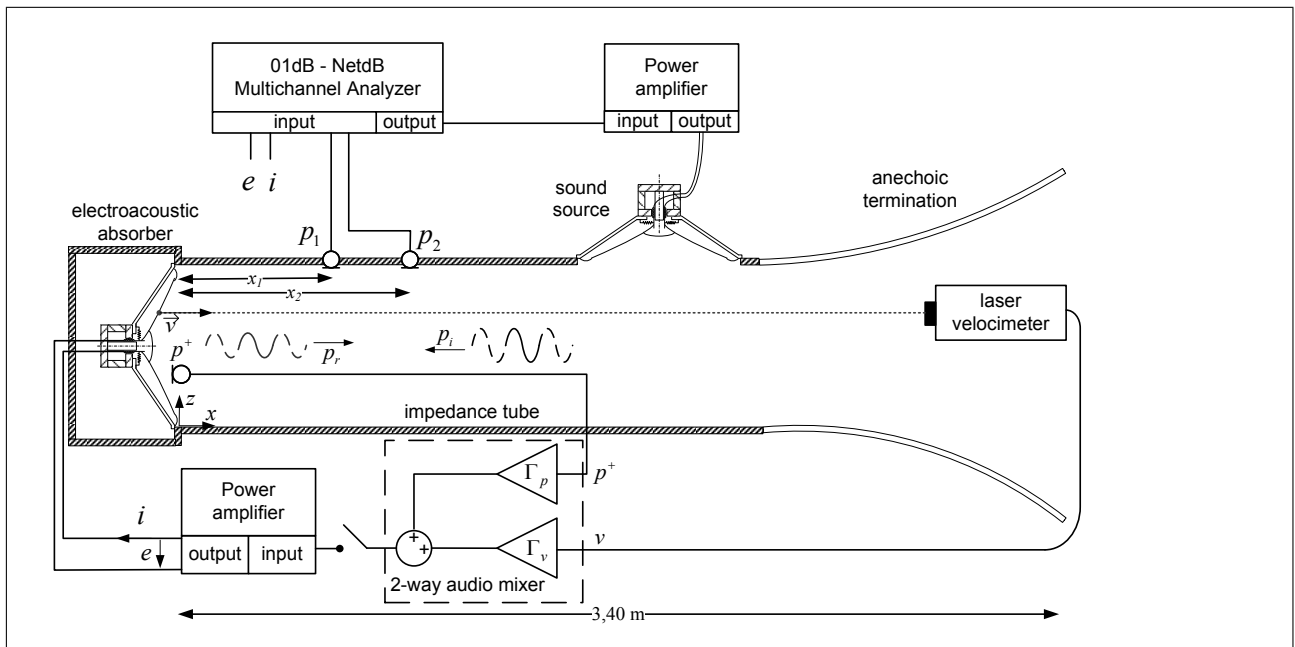 01dB - NetdB
Multichannel Analyzer
input
output
Power
amplifier
input
output
e
i
sound
source
anechoic
termination
electroacoustic
absorber
p₁
p₂
x₁
x₂
v
laser
velocimeter
p⁺
pᵣ
pᵢ
z
x
impedance tube
Γₚ
p⁺
Power
amplifier
i
e
output
input
+
+
Γᵥ
v
2-way audio mixer
3,40 m